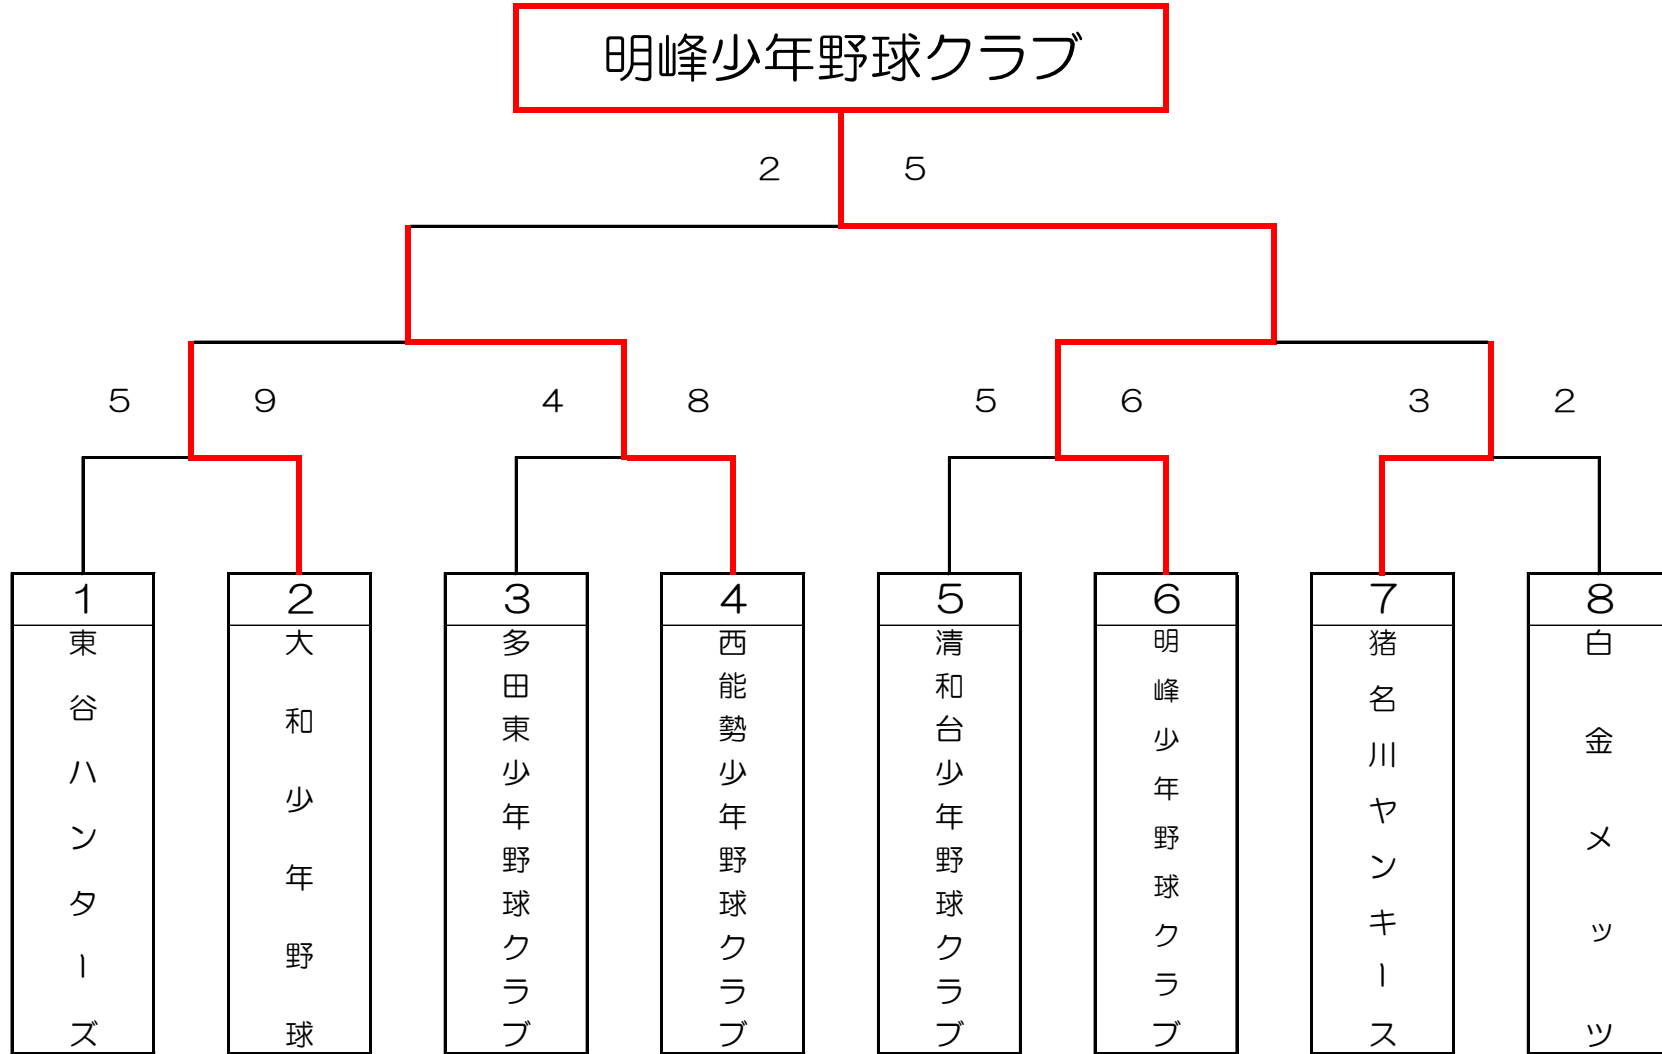 明峰少年野球クラブ
2 5
5 9 4 8 5 6 3 2
1 2 3 4 5 6 7 8
東谷ハンターズ
大和少年野球
多田東少年野球クラブ
西能勢少年野球クラブ
清和台少年野球クラブ
明峰少年野球クラブ
猪名川ヤンキース
白金メッツ